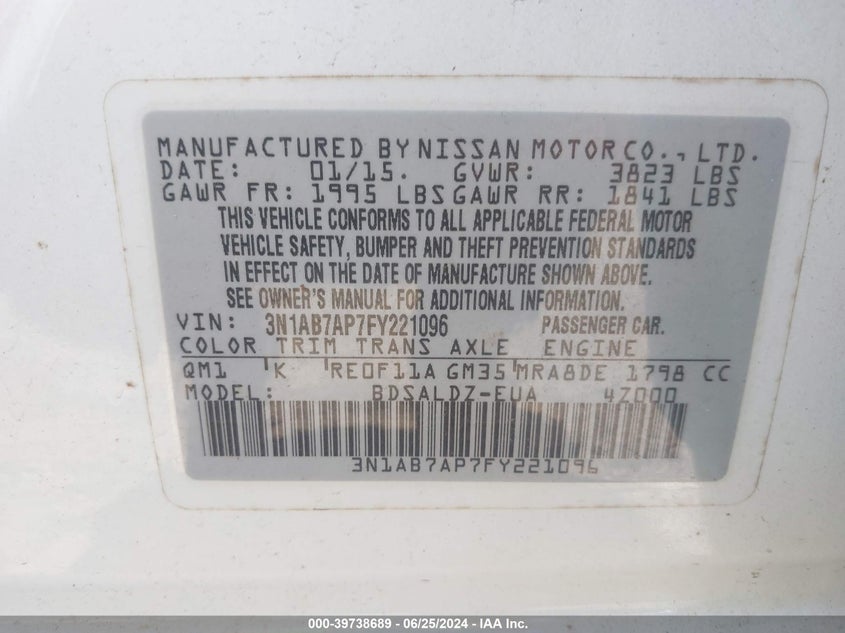 MANUFACTURED BY NISSAN MOTOR CO., LTD.
DATE: 01/15. GVWR: 3823 LBS
GAWR FR: 1995 LBS GAWR RR: 1841 LBS
THIS VEHICLE CONFORMS TO ALL APPLICABLE FEDERAL MOTOR
VEHICLE SAFETY, BUMPER AND THEFT PREVENTION STANDARDS
IN EFFECT ON THE DATE OF MANUFACTURE SHOWN ABOVE.
SEE OWNER'S MANUAL FOR ADDITIONAL INFORMATION.
VIN: 3N1AB7AP7FY221096 PASSENGER CAR.
COLOR TRIM TRANS AXLE ENGINE
QM1 K RE0F11A GM35 MRA8DE 1798 CC
MODEL: BDSALDZ-EUA 4Z000
3N1AB7AP7FY221096
000-39738689 - 06/25/2024 - IAA Inc.